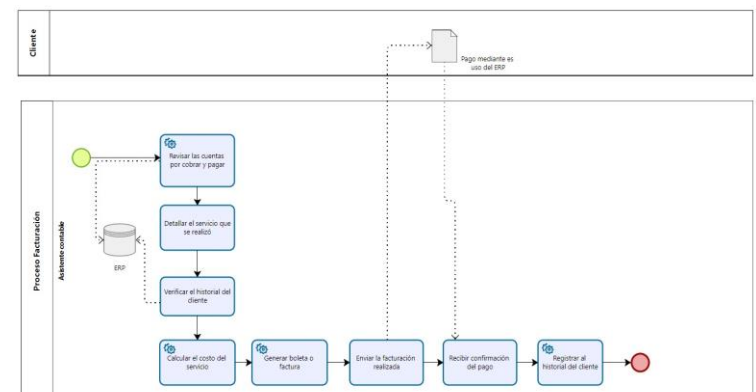 Cliente
Pago mediante es
uso del ERP
Proceso Facturación
Asistente contable
Revisar las cuentas
por cobrar y pagar
Detallar el servicio que
se realizó
ERP
Verificar el historial del
cliente
Calcular el costo del
servicio
Generar boleta o
factura
Enviar la facturación
realizada
Recibir confirmación
del pago
Registrar al
historial del cliente